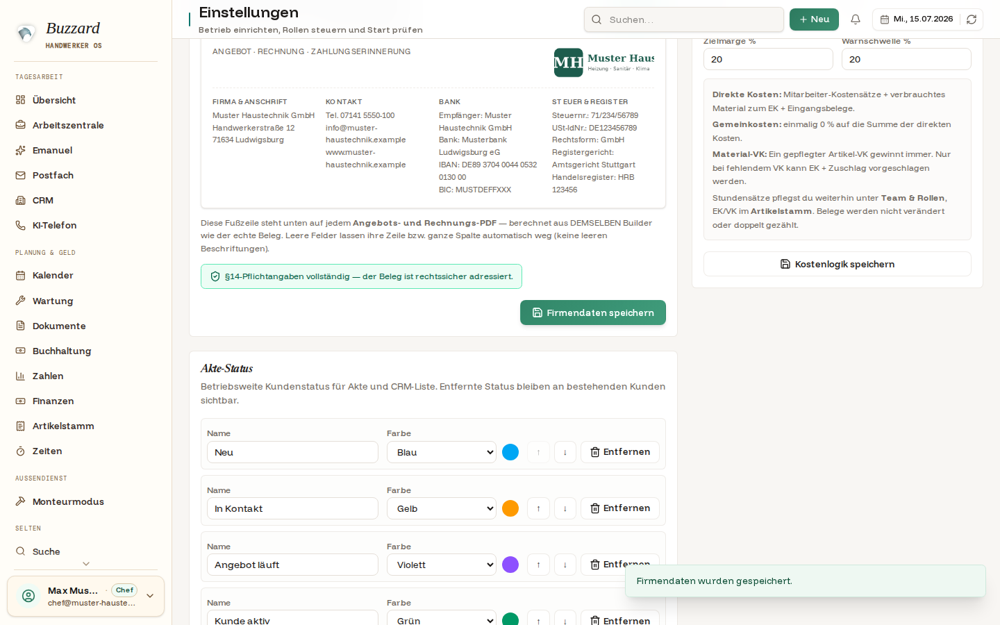 Buzzard
HANDWERKER OS
TAGESARBEIT
Übersicht
Arbeitszentrale
Emanuel
Postfach
CRM
KI-Telefon
PLANUNG & GELD
Kalender
Wartung
Dokumente
Buchhaltung
Zahlen
Finanzen
Artikelstamm
Zeiten
AUSSENDIENST
Monteurmodus
SELTEN
Suche
Max Mus… · Chef
chef@muster-hauste…
Einstellungen
Betrieb einrichten, Rollen steuern und Start prüfen
Suchen…
Neu
Mi., 15.07.2026
ANGEBOT · RECHNUNG · ZAHLUNGSERINNERUNG
MH Muster Haus
Heizung · Sanitär · Klima
FIRMA & ANSCHRIFT
Muster Haustechnik GmbH
Handwerkerstraße 12
71634 Ludwigsburg
KONTAKT
Tel. 07141 5550-100
info@muster-
haustechnik.example
www.muster-
haustechnik.example
BANK
Empfänger: Muster
Haustechnik GmbH
Bank: Musterbank
Ludwigsburg eG
IBAN: DE89 3704 0044 0532
0130 00
BIC: MUSTDEFFXXX
STEUER & REGISTER
Steuernr.: 71/234/56789
USt-IdNr.: DE123456789
Rechtsform: GmbH
Registergericht:
Amtsgericht Stuttgart
Handelsregister: HRB
123456
Diese Fußzeile steht unten auf jedem Angebots- und Rechnungs-PDF — berechnet aus DEMSELBEN Builder
wie der echte Beleg. Leere Felder lassen ihre Zeile bzw. ganze Spalte automatisch weg (keine leeren
Beschriftungen).
§14-Pflichtangaben vollständig — der Beleg ist rechtssicher adressiert.
Firmendaten speichern
Akte-Status
Betriebsweite Kundenstatus für Akte und CRM-Liste. Entfernte Status bleiben an bestehenden Kunden
sichtbar.
Name Farbe
Neu Blau ↑ ↓ Entfernen
Name Farbe
In Kontakt Gelb ↑ ↓ Entfernen
Name Farbe
Angebot läuft Violett ↑ ↓ Entfernen
Name Farbe
Kunde aktiv Grün ↑ ↓ Entfernen
Zielmarge % Warnschwelle %
20 20
Direkte Kosten: Mitarbeiter-Kostensätze + verbrauchtes
Material zum EK + Eingangsbelege.
Gemeinkosten: einmalig 0 % auf die Summe der direkten
Kosten.
Material-VK: Ein gepflegter Artikel-VK gewinnt immer. Nur
bei fehlendem VK kann EK + Zuschlag vorgeschlagen
werden.
Stundensätze pflegst du weiterhin unter Team & Rollen,
EK/VK im Artikelstamm. Belege werden nicht verändert
oder doppelt gezählt.
Kostenlogik speichern
Firmendaten wurden gespeichert.